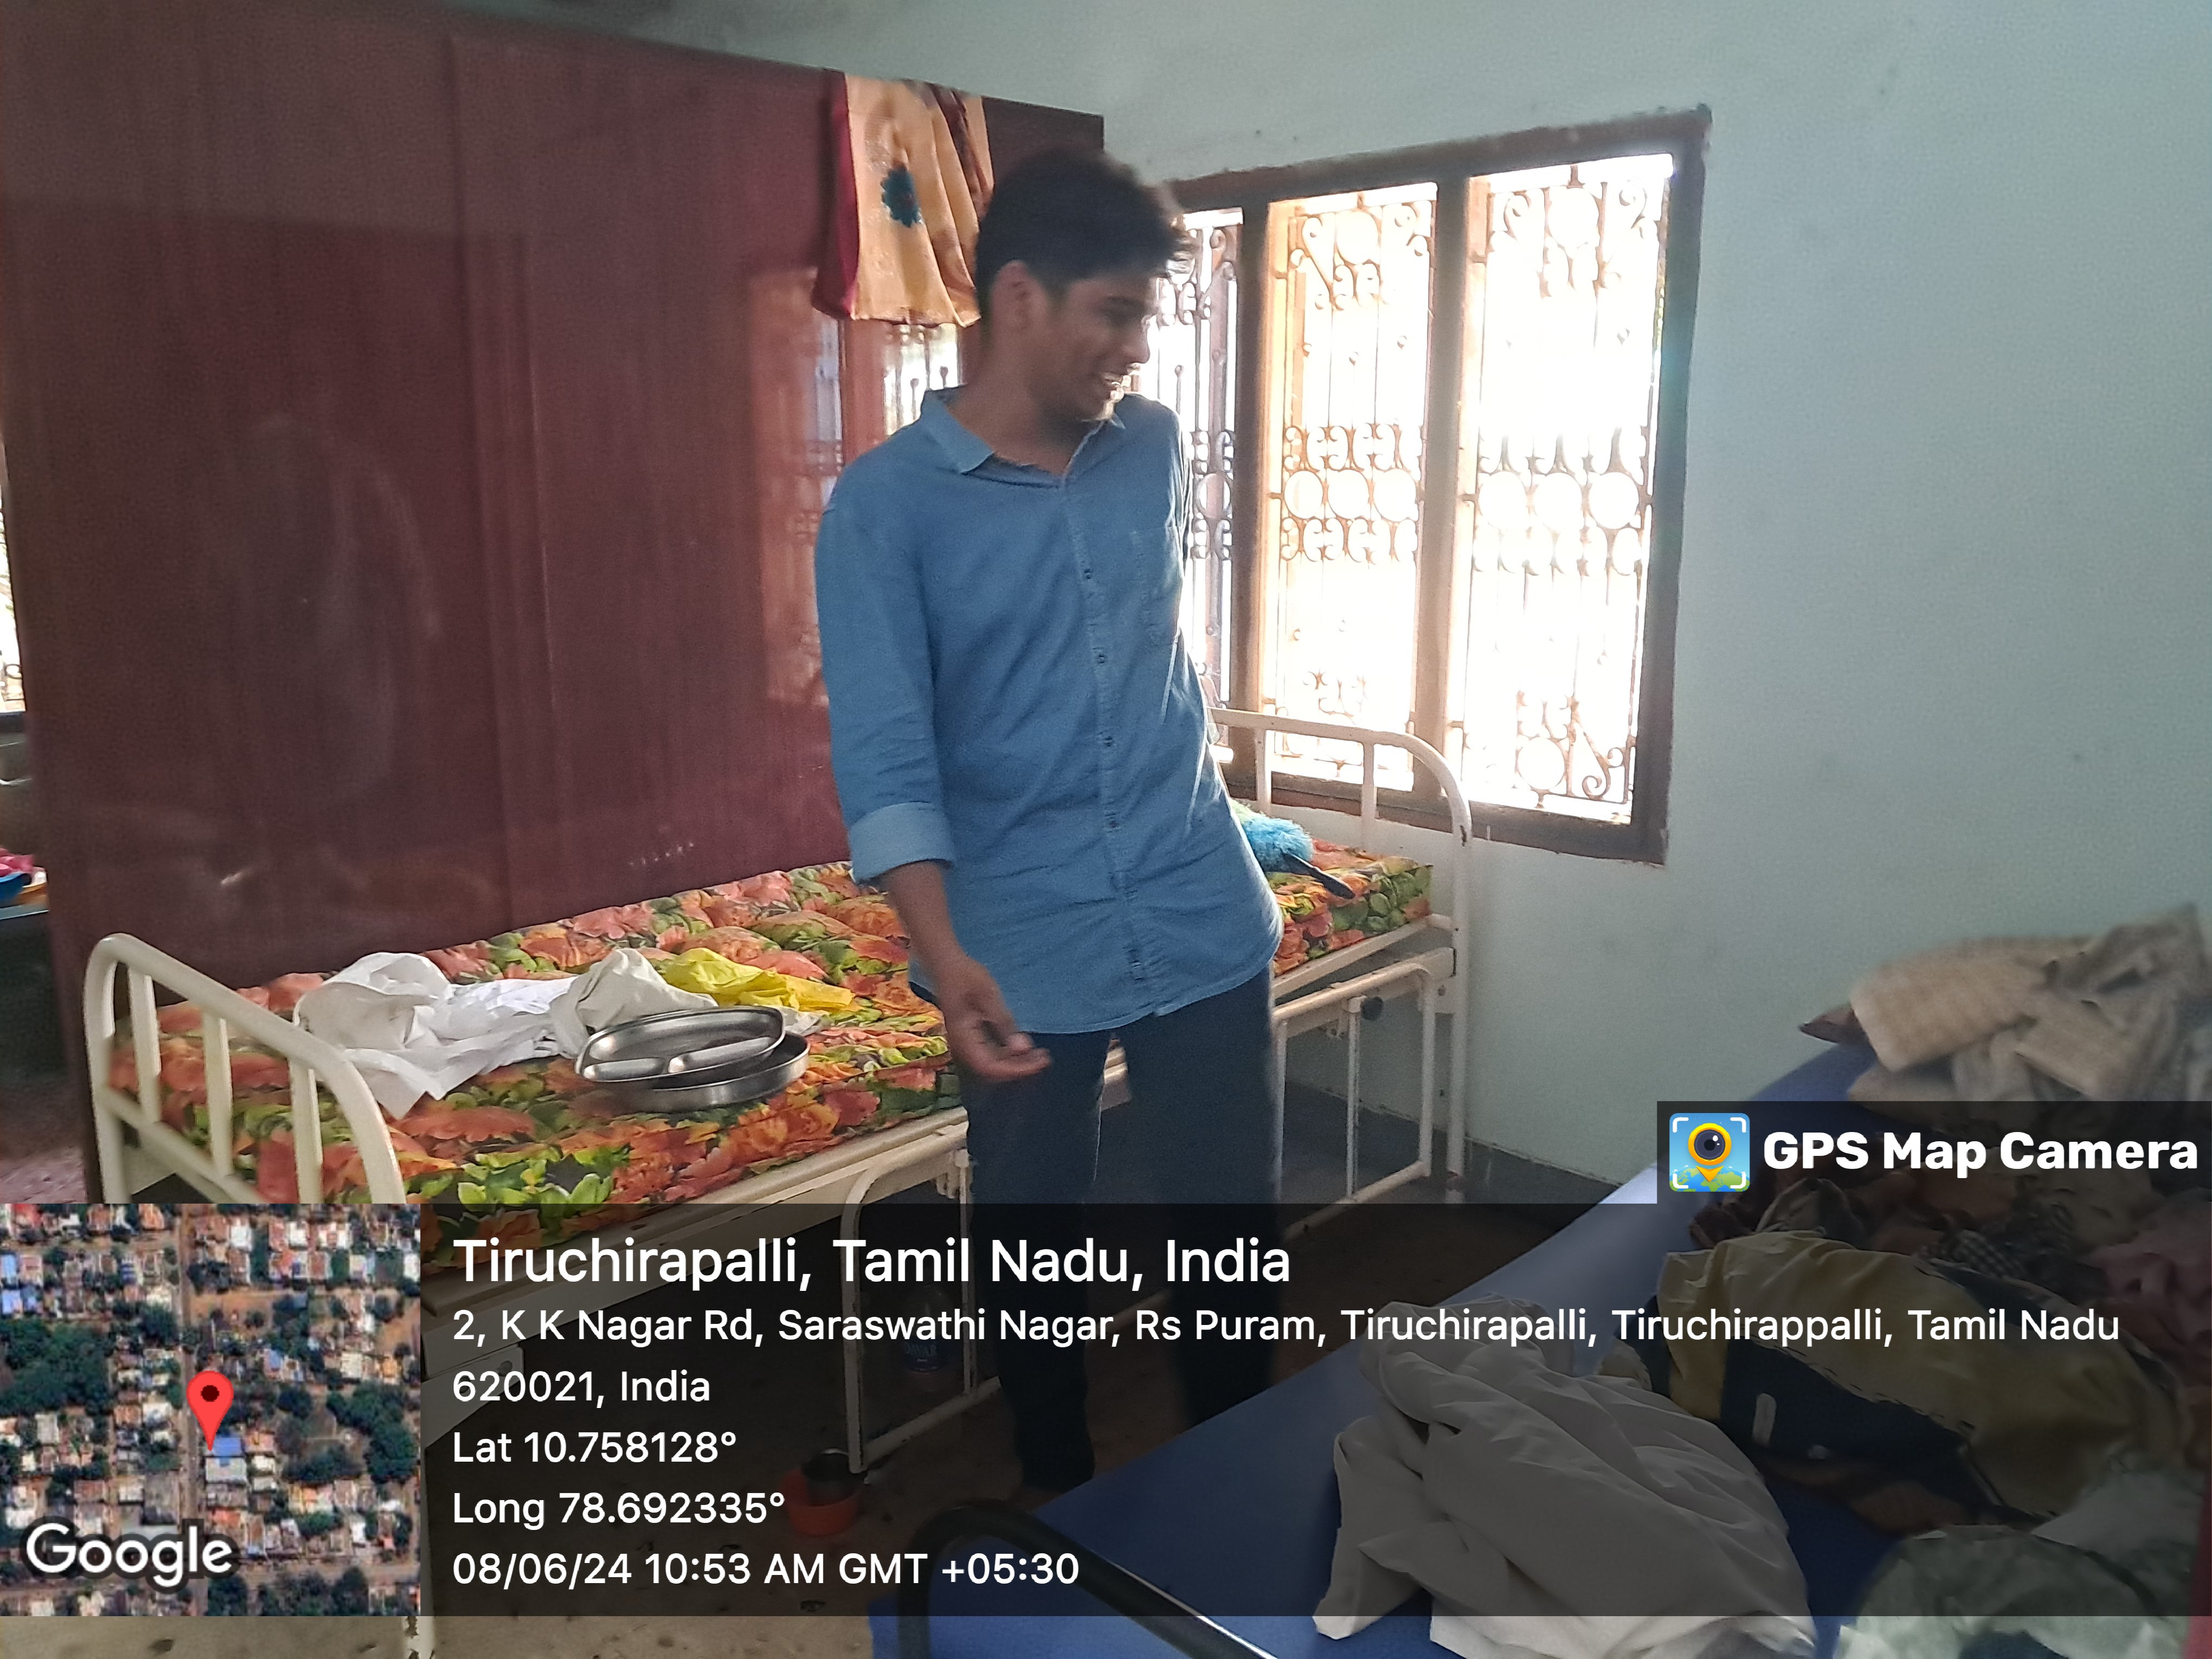 GPS Map Camera
Tiruchirapalli, Tamil Nadu, India
2, K K Nagar Rd, Saraswathi Nagar, Rs Puram, Tiruchirapalli, Tiruchirappalli, Tamil Nadu
620021, India
Lat 10.758128°
Long 78.692335°
08/06/24 10:53 AM GMT +05:30
Google